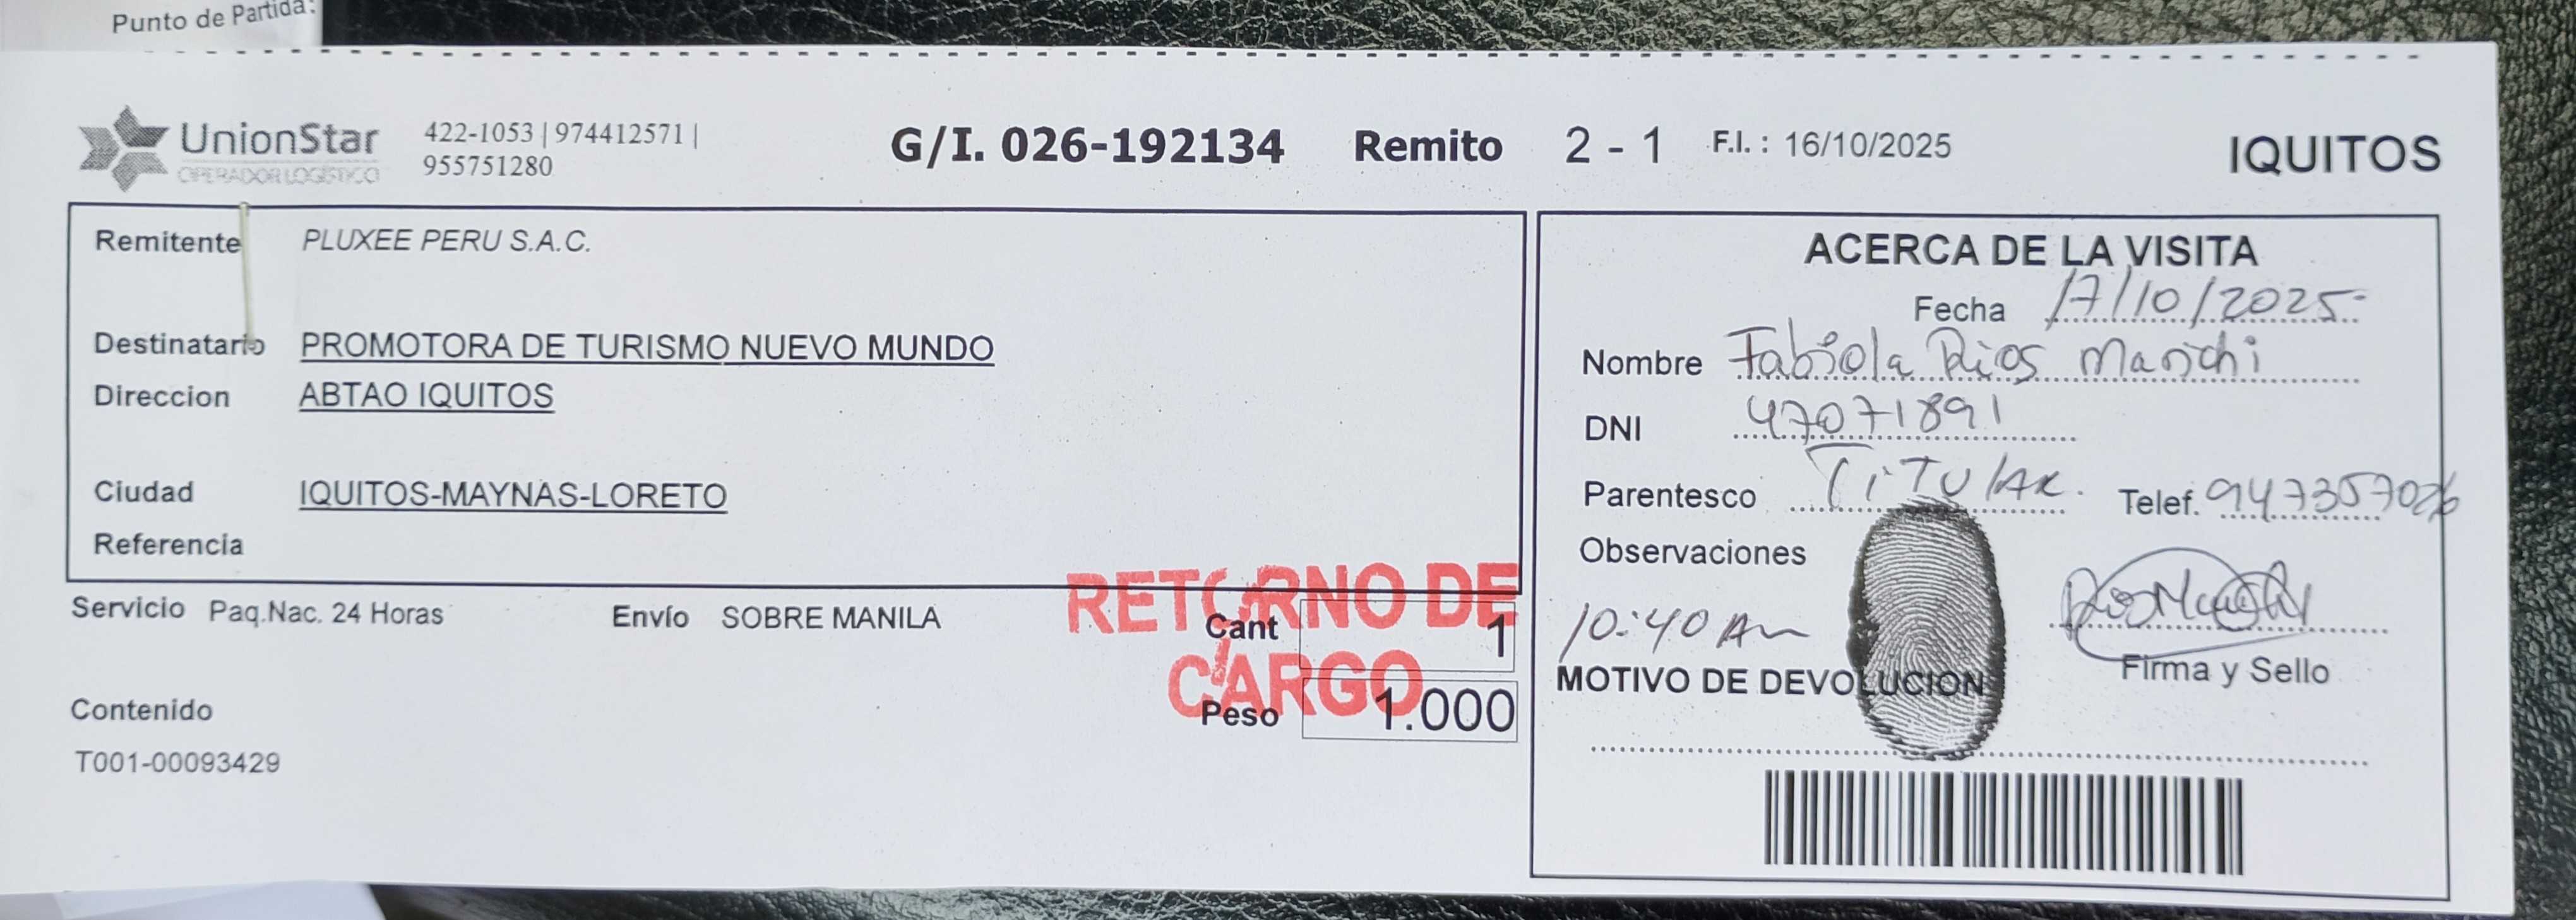 Punto de Partida:
UnionStar
OPERADOR LOGÍSTICO
422-1053 | 974412571 |
955751280
G/I. 026-192134 Remito 2 - 1 F.I. : 16/10/2025 IQUITOS
Remitente PLUXEE PERU S.A.C.
Destinatario PROMOTORA DE TURISMO NUEVO MUNDO
Direccion ABTAO IQUITOS
Ciudad IQUITOS-MAYNAS-LORETO
Referencia
Servicio Paq.Nac. 24 Horas Envío SOBRE MANILA
RETORNO DE
CARGO
Cant 1
Peso 1.000
Contenido
T001-00093429
ACERCA DE LA VISITA
Fecha 17/10/2025
Nombre Fabiola Rios
DNI 47071891
Parentesco TiTULAR. Telef. 947357026
Observaciones
10:40 Am
Firma y Sello
MOTIVO DE DEVOLUCION